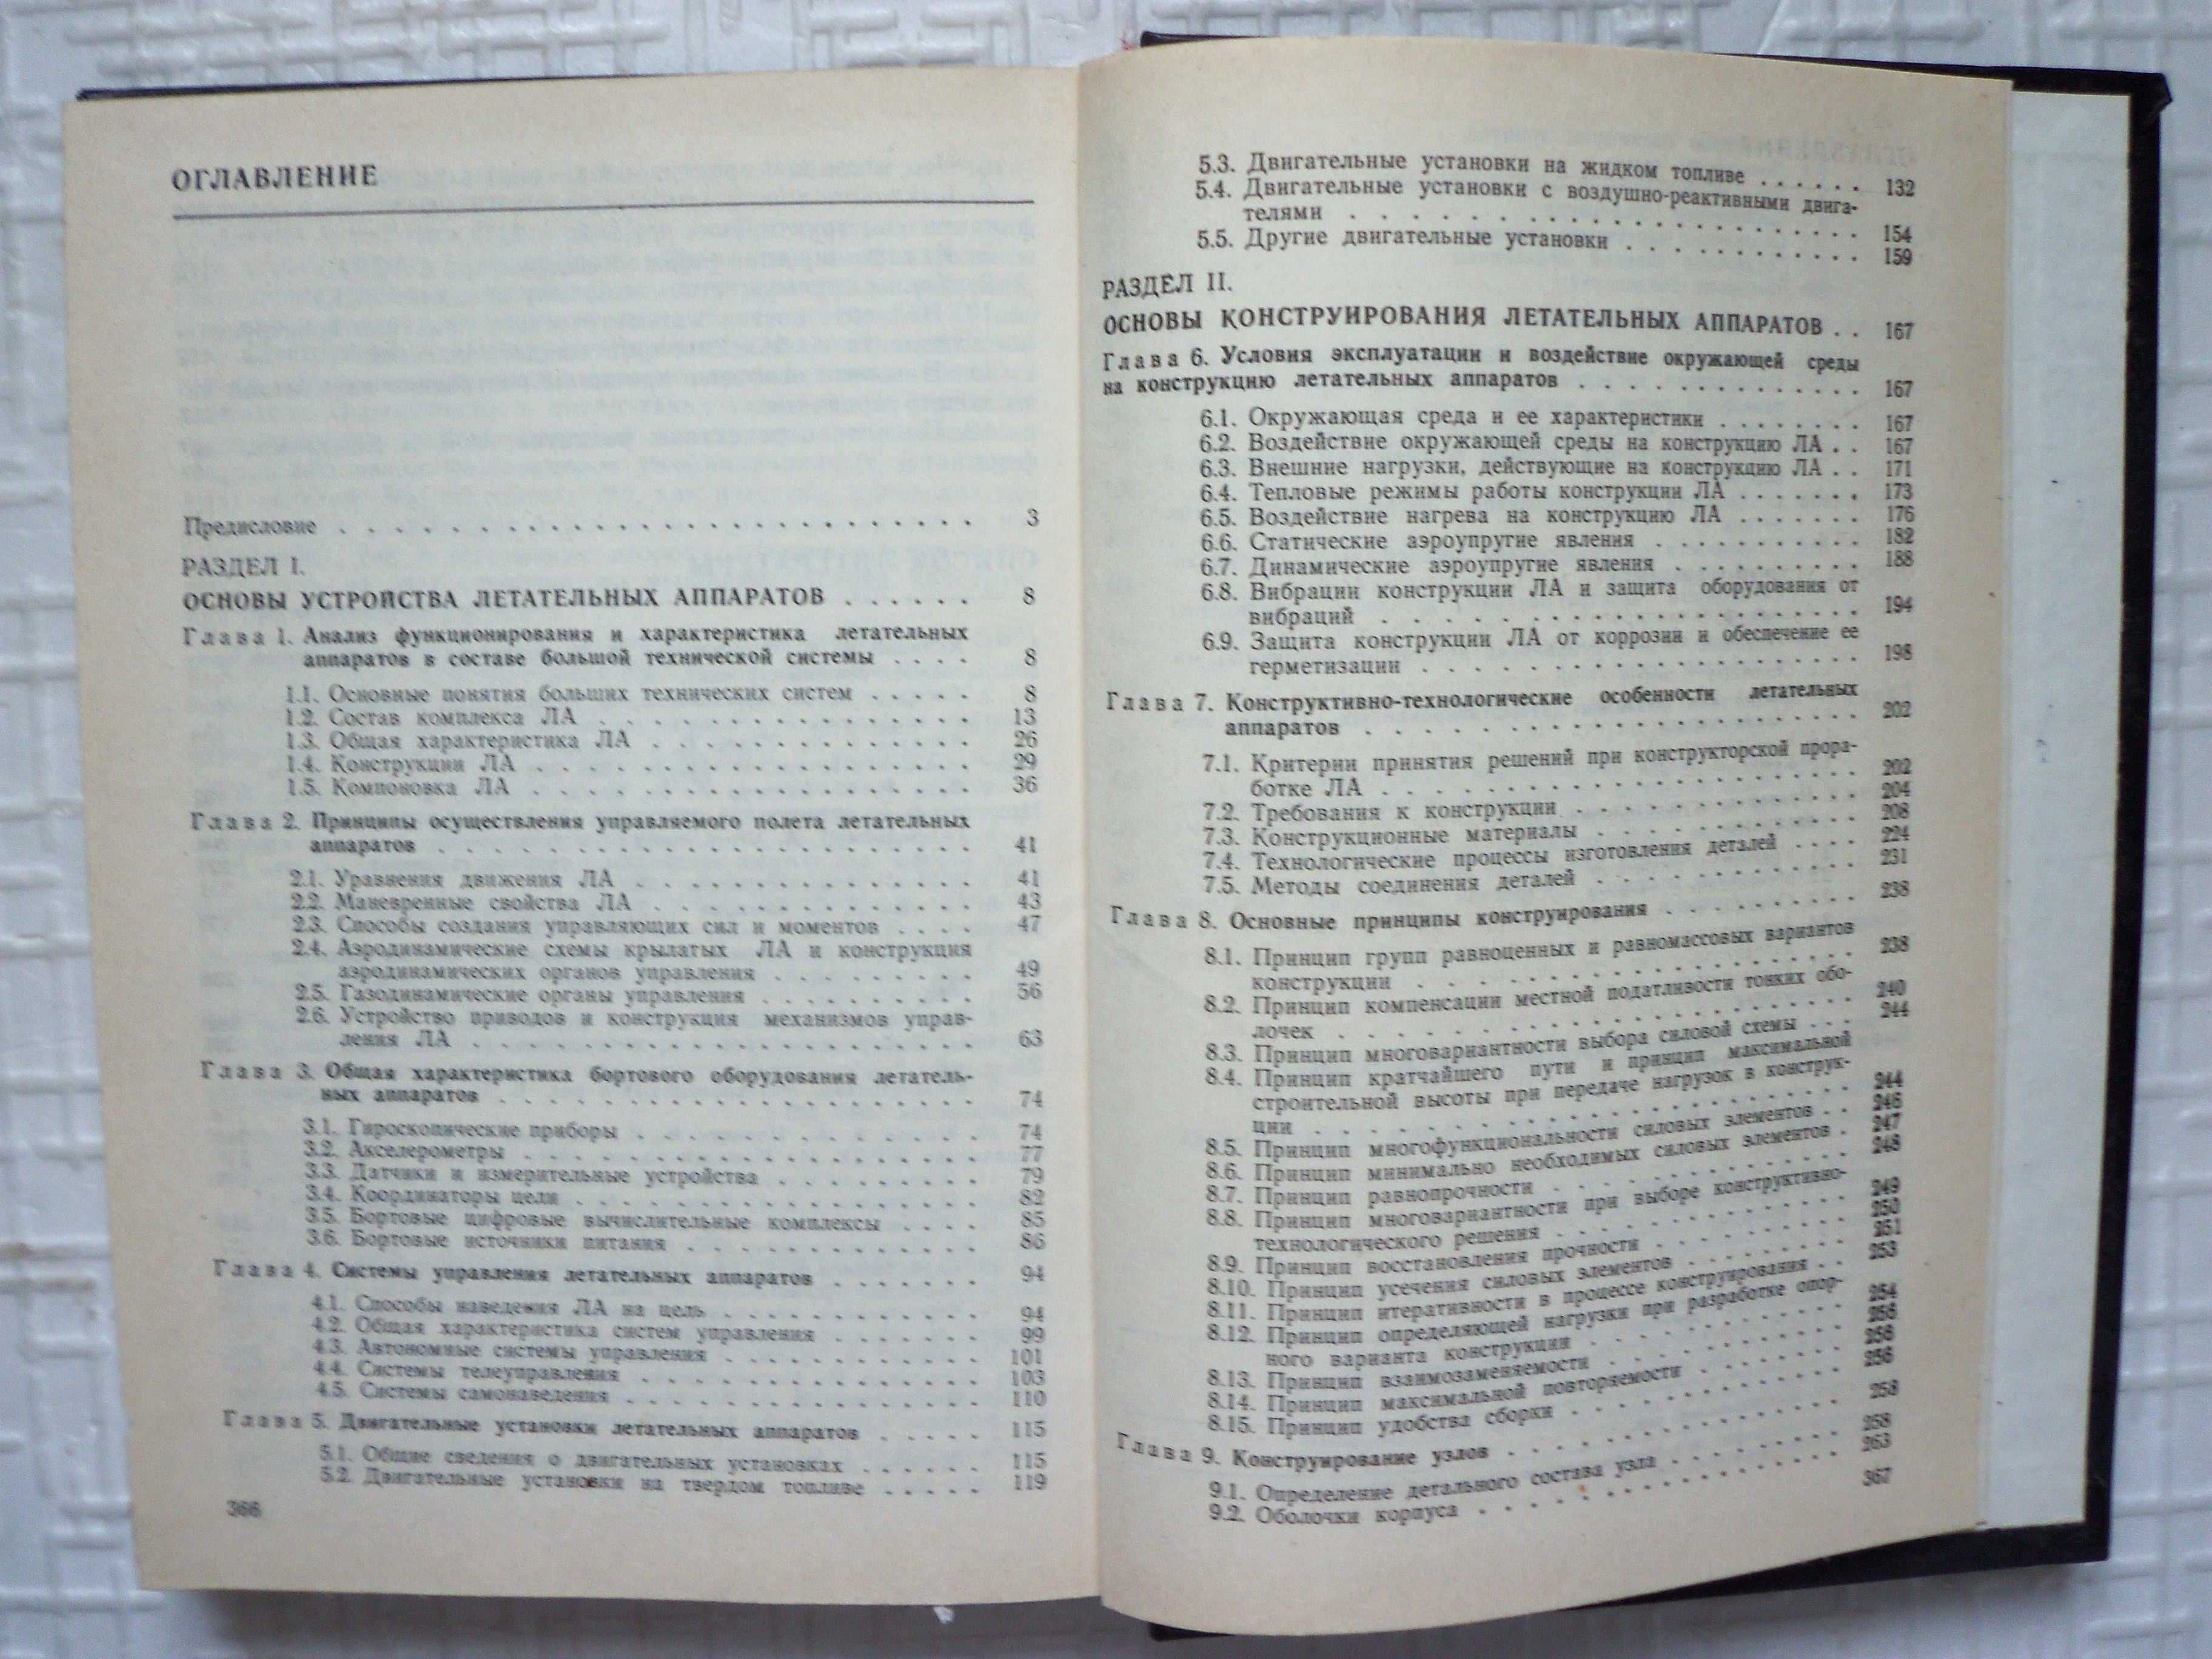 ОГЛАВЛЕНИЕ
Предисловие . . . . . . . . . . . . . . . . . . . . . . . . . . 3
РАЗДЕЛ I.
ОСНОВЫ УСТРОЙСТВА ЛЕТАТЕЛЬНЫХ АППАРАТОВ . . . . . . 8
Глава 1. Анализ функционирования и характеристика летательных
аппаратов в составе большой технической системы . . . . 8
1.1. Основные понятия больших технических систем . . . . . 8
1.2. Состав комплекса ЛА . . . . . . . . . . . . . . . . 13
1.3. Общая характеристика ЛА . . . . . . . . . . . . . . 26
1.4. Конструкции ЛА . . . . . . . . . . . . . . . . . . . 29
1.5. Компоновка ЛА . . . . . . . . . . . . . . . . . . . 36
Глава 2. Принципы осуществления управляемого полета летательных
аппаратов . . . . . . . . . . . . . . . . . . . . . . . 41
2.1. Уравнения движения ЛА . . . . . . . . . . . . . . . 41
2.2. Маневренные свойства ЛА . . . . . . . . . . . . . . 43
2.3. Способы создания управляющих сил и моментов . . . . 47
2.4. Аэродинамические схемы крылатых ЛА и конструкция
аэродинамических органов управления . . . . . . . . . 49
2.5. Газодинамические органы управления . . . . . . . . . 56
2.6. Устройство приводов и конструкция механизмов управ-
ления ЛА . . . . . . . . . . . . . . . . . . . . . . 63
Глава 3. Общая характеристика бортового оборудования летатель-
ных аппаратов . . . . . . . . . . . . . . . . . . . . 74
3.1. Гироскопические приборы . . . . . . . . . . . . . . 74
3.2. Акселерометры . . . . . . . . . . . . . . . . . . . 77
3.3. Датчики и измерительные устройства . . . . . . . . . 79
3.4. Координаторы цели . . . . . . . . . . . . . . . . . 82
3.5. Бортовые цифровые вычислительные комплексы . . . . 85
3.6. Бортовые источники питания . . . . . . . . . . . . . 86
Глава 4. Системы управления летательных аппаратов . . . . . . . 94
4.1. Способы наведения ЛА на цель . . . . . . . . . . . . 94
4.2. Общая характеристика систем управления . . . . . . . 99
4.3. Автономные системы управления . . . . . . . . . . . 101
4.4. Системы телеуправления . . . . . . . . . . . . . . . 103
4.5. Системы самонаведения . . . . . . . . . . . . . . . 110
Глава 5. Двигательные установки летательных аппаратов . . . . . 115
5.1. Общие сведения о двигательных установках . . . . . . 115
5.2. Двигательные установки на твердом топливе . . . . . 119
366
5.3. Двигательные установки на жидком топливе . . . . . . 132
5.4. Двигательные установки с воздушно-реактивными двига-
телями . . . . . . . . . . . . . . . . . . . . . . . 154
5.5. Другие двигательные установки . . . . . . . . . . . 159
РАЗДЕЛ II.
ОСНОВЫ КОНСТРУИРОВАНИЯ ЛЕТАТЕЛЬНЫХ АППАРАТОВ . . 167
Глава 6. Условия эксплуатации и воздействие окружающей среды
на конструкцию летательных аппаратов . . . . . . . . . . . . . 167
6.1. Окружающая среда и ее характеристики . . . . . . . . 167
6.2. Воздействие окружающей среды на конструкцию ЛА . . 167
6.3. Внешние нагрузки, действующие на конструкцию ЛА . . 171
6.4. Тепловые режимы работы конструкции ЛА . . . . . . . 173
6.5. Воздействие нагрева на конструкцию ЛА . . . . . . . 176
6.6. Статические аэроупругие явления . . . . . . . . . . 182
6.7. Динамические аэроупругие явления . . . . . . . . . . 188
6.8. Вибрации конструкции ЛА и защита оборудования от
вибраций . . . . . . . . . . . . . . . . . . . . . . 194
6.9. Защита конструкции ЛА от коррозии и обеспечение ее
герметизации . . . . . . . . . . . . . . . . . . . . 198
Глава 7. Конструктивно-технологические особенности летательных
аппаратов . . . . . . . . . . . . . . . . . . . . . . . 202
7.1. Критерии принятия решений при конструкторской прора-
ботке ЛА . . . . . . . . . . . . . . . . . . . . . . 202
7.2. Требования к конструкции . . . . . . . . . . . . . . 204
7.3. Конструкционные материалы . . . . . . . . . . . . . 208
7.4. Технологические процессы изготовления деталей . . . . 224
7.5. Методы соединения деталей . . . . . . . . . . . . . 231
Глава 8. Основные принципы конструирования . . . . . . . . . . 238
8.1. Принцип групп равноценных и равномассовых вариантов
конструкции . . . . . . . . . . . . . . . . . . . . . 238
8.2. Принцип компенсации местной податливости тонких обо-
лочек . . . . . . . . . . . . . . . . . . . . . . . . 240
8.3. Принцип многовариантности выбора силовой схемы . . . 244
8.4. Принцип кратчайшего пути и принцип максимальной
строительной высоты при передаче нагрузок в конструк-
ции . . . . . . . . . . . . . . . . . . . . . . . . . 244
8.5. Принцип многофункциональности силовых элементов . . 246
8.6. Принцип минимально необходимых силовых элементов . 247
8.7. Принцип равнопрочности . . . . . . . . . . . . . . . 248
8.8. Принцип многовариантности при выборе конструктивно-
технологического решения . . . . . . . . . . . . . . 249
8.9. Принцип восстановления прочности . . . . . . . . . . 250
8.10. Принцип усечения силовых элементов . . . . . . . . . 251
8.11. Принцип итеративности в процессе конструирования . . 253
8.12. Принцип определяющей нагрузки при разработке опор-
ного варианта конструкции . . . . . . . . . . . . . 254
8.13. Принцип взаимозаменяемости . . . . . . . . . . . . 256
8.14. Принцип максимальной повторяемости . . . . . . . . 256
8.15. Принцип удобства сборки . . . . . . . . . . . . . . 256
Глава 9. Конструирование узлов . . . . . . . . . . . . . . . . 258
9.1. Определение детального состава узла . . . . . . . . 258
9.2. Оболочки корпуса . . . . . . . . . . . . . . . . . . 263
367